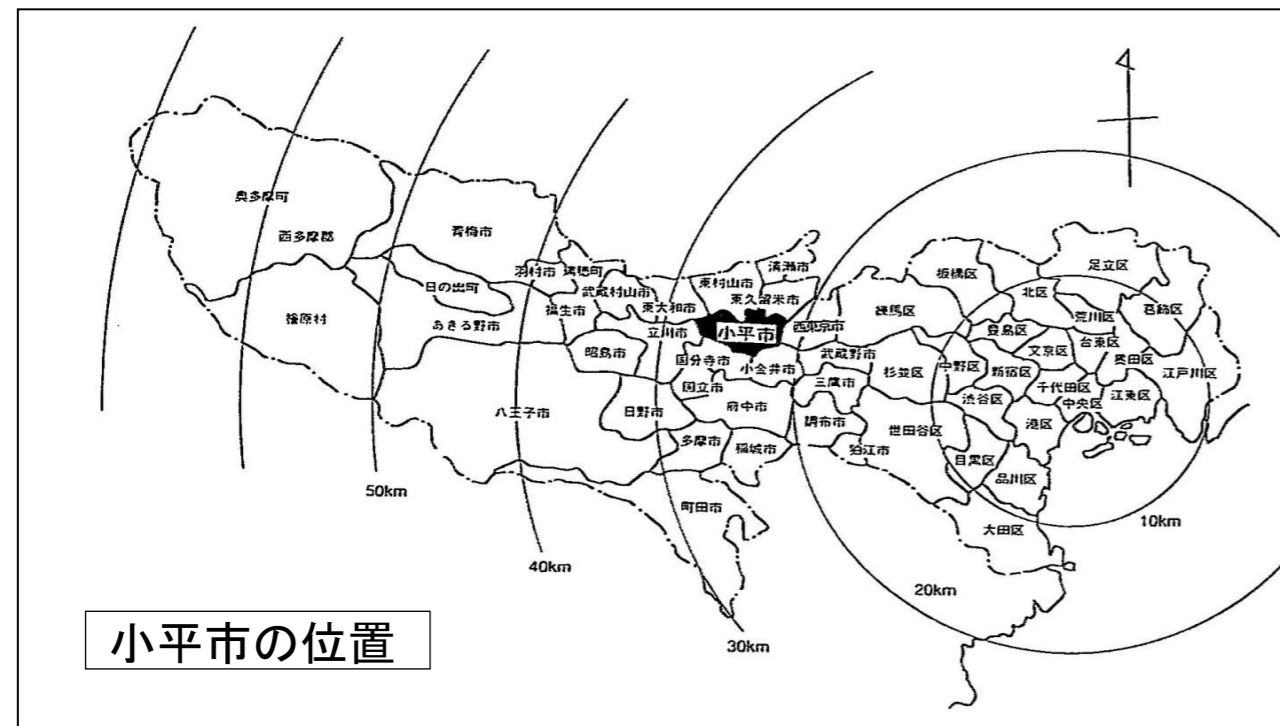 奥多摩町
西多摩郡
檜原村
青梅市
日の出町
あきる野市
羽村市
瑞穂町
福生市
武蔵村山市
昭島市
八王子市
日野市
立川市
東大和市
東村山市
清瀬市
東久留米市
小平市
西東京市
国分寺市
小金井市
国立市
府中市
武蔵野市
三鷹市
調布市
狛江市
多摩市
稲城市
町田市
練馬区
板橋区
北区
足立区
葛飾区
荒川区
豊島区
文京区
台東区
墨田区
江戸川区
杉並区
中野区
新宿区
千代田区
中央区
江東区
渋谷区
港区
世田谷区
目黒区
品川区
大田区
50km
40km
30km
20km
10km
小平市の位置